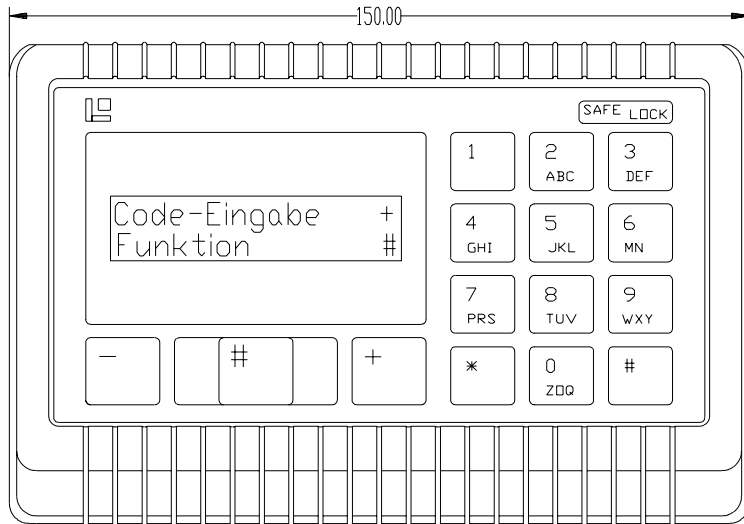 150.00
SAFE LOCK
Code-Eingabe +
Funktion #
1
2 ABC
3 DEF
4 GHI
5 JKL
6 MN
7 PRS
8 TUV
9 WXY
*
0 ZOQ
#
- # +